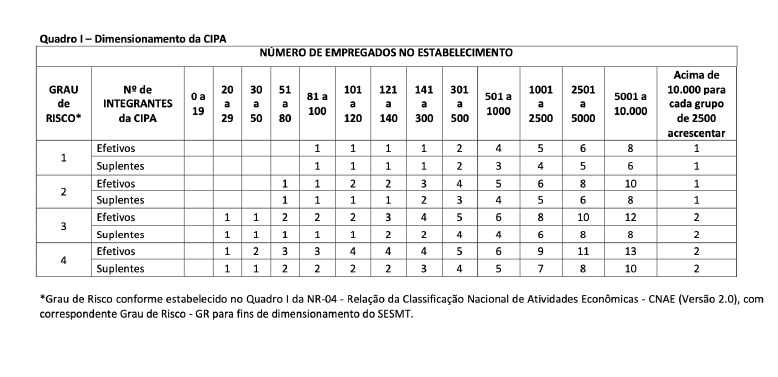 Quadro I – Dimensionamento da CIPA
NÚMERO DE EMPREGADOS NO ESTABELECIMENTO
GRAU de RISCO* Nº de INTEGRANTES da CIPA 0 a 19 20 a 29 30 a 50 51 a 80 81 a 100 101 a 120 121 a 140 141 a 300 301 a 500 501 a 1000 1001 a 2500 2501 a 5000 5001 a 10.000 Acima de 10.000 para cada grupo de 2500 acrescentar
1 Efetivos 1 1 1 1 2 4 5 6 8 1
Suplentes 1 1 1 1 2 3 4 5 6 1
2 Efetivos 1 1 2 2 3 4 5 6 8 10 1
Suplentes 1 1 1 1 2 3 4 5 6 8 1
3 Efetivos 1 1 2 2 2 3 4 5 6 8 10 12 2
Suplentes 1 1 1 1 1 2 2 4 4 6 8 8 2
4 Efetivos 1 2 3 3 4 4 4 5 6 9 11 13 2
Suplentes 1 1 2 2 2 2 3 4 5 7 8 10 2
*Grau de Risco conforme estabelecido no Quadro I da NR-04 - Relação da Classificação Nacional de Atividades Econômicas - CNAE (Versão 2.0), com
correspondente Grau de Risco - GR para fins de dimensionamento do SESMT.